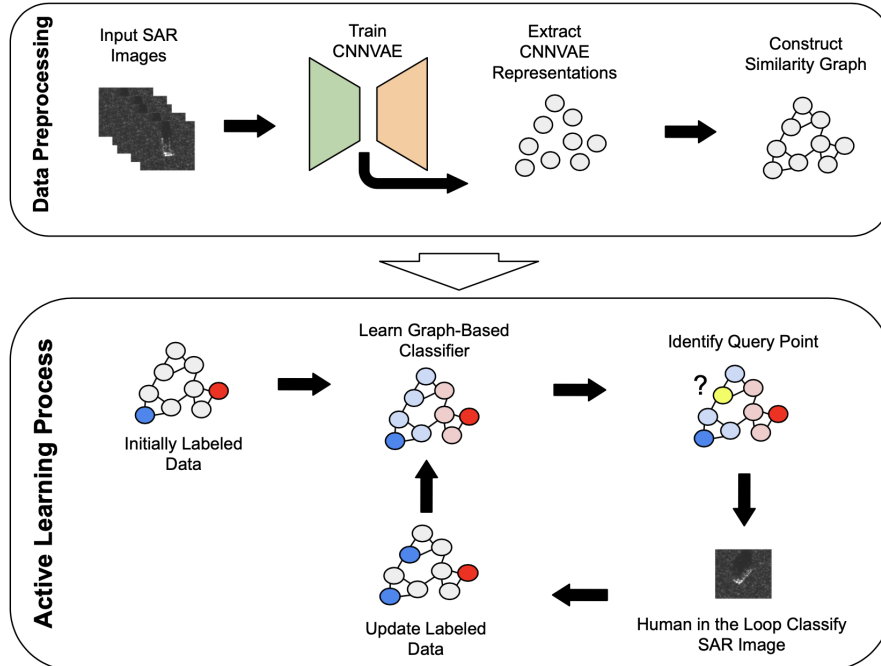 Data Preprocessing
Input SAR
Images
Train
CNNVAE
Extract
CNNVAE
Representations
Construct
Similarity Graph
Active Learning Process
Initially Labeled
Data
Learn Graph-Based
Classifier
Identify Query Point
?
Human in the Loop Classify
SAR Image
Update Labeled
Data